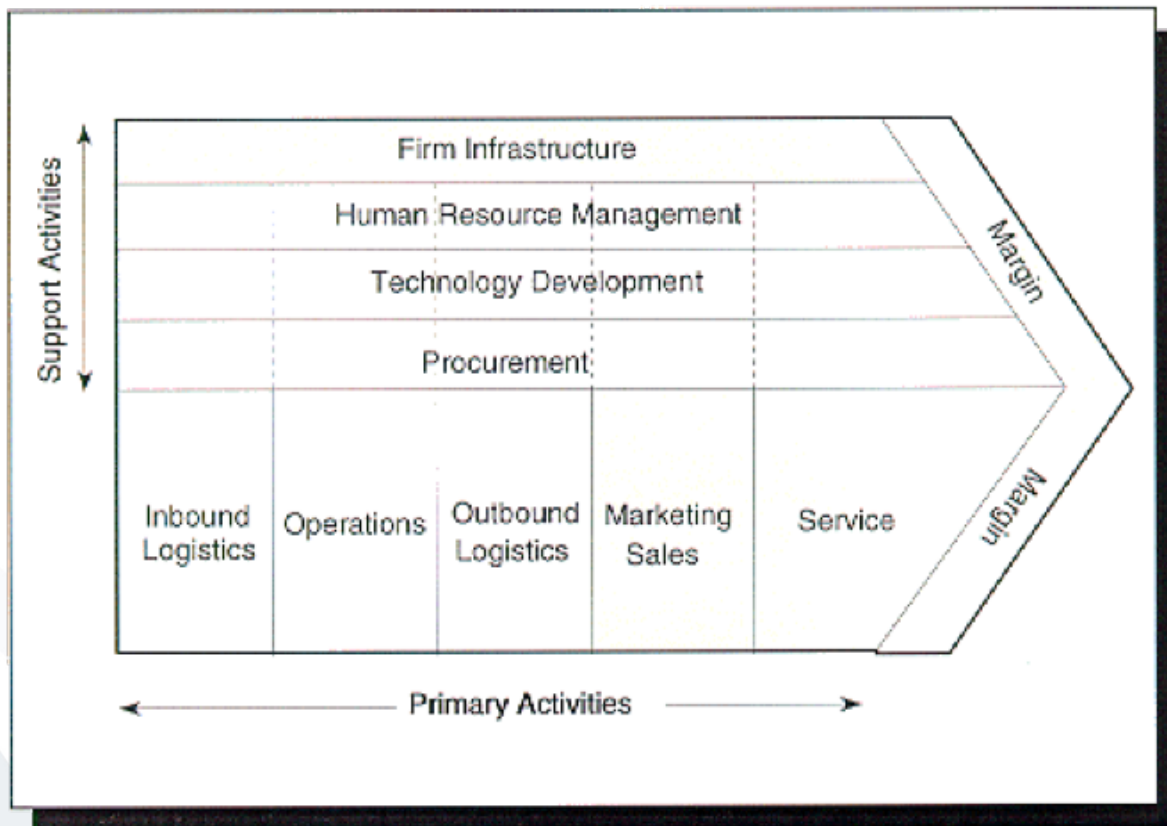 Support Activities
Firm Infrastructure
Human Resource Management
Technology Development
Procurement
Margin
Inbound
Logistics
Operations
Outbound
Logistics
Marketing
Sales
Service
Margin
Primary Activities